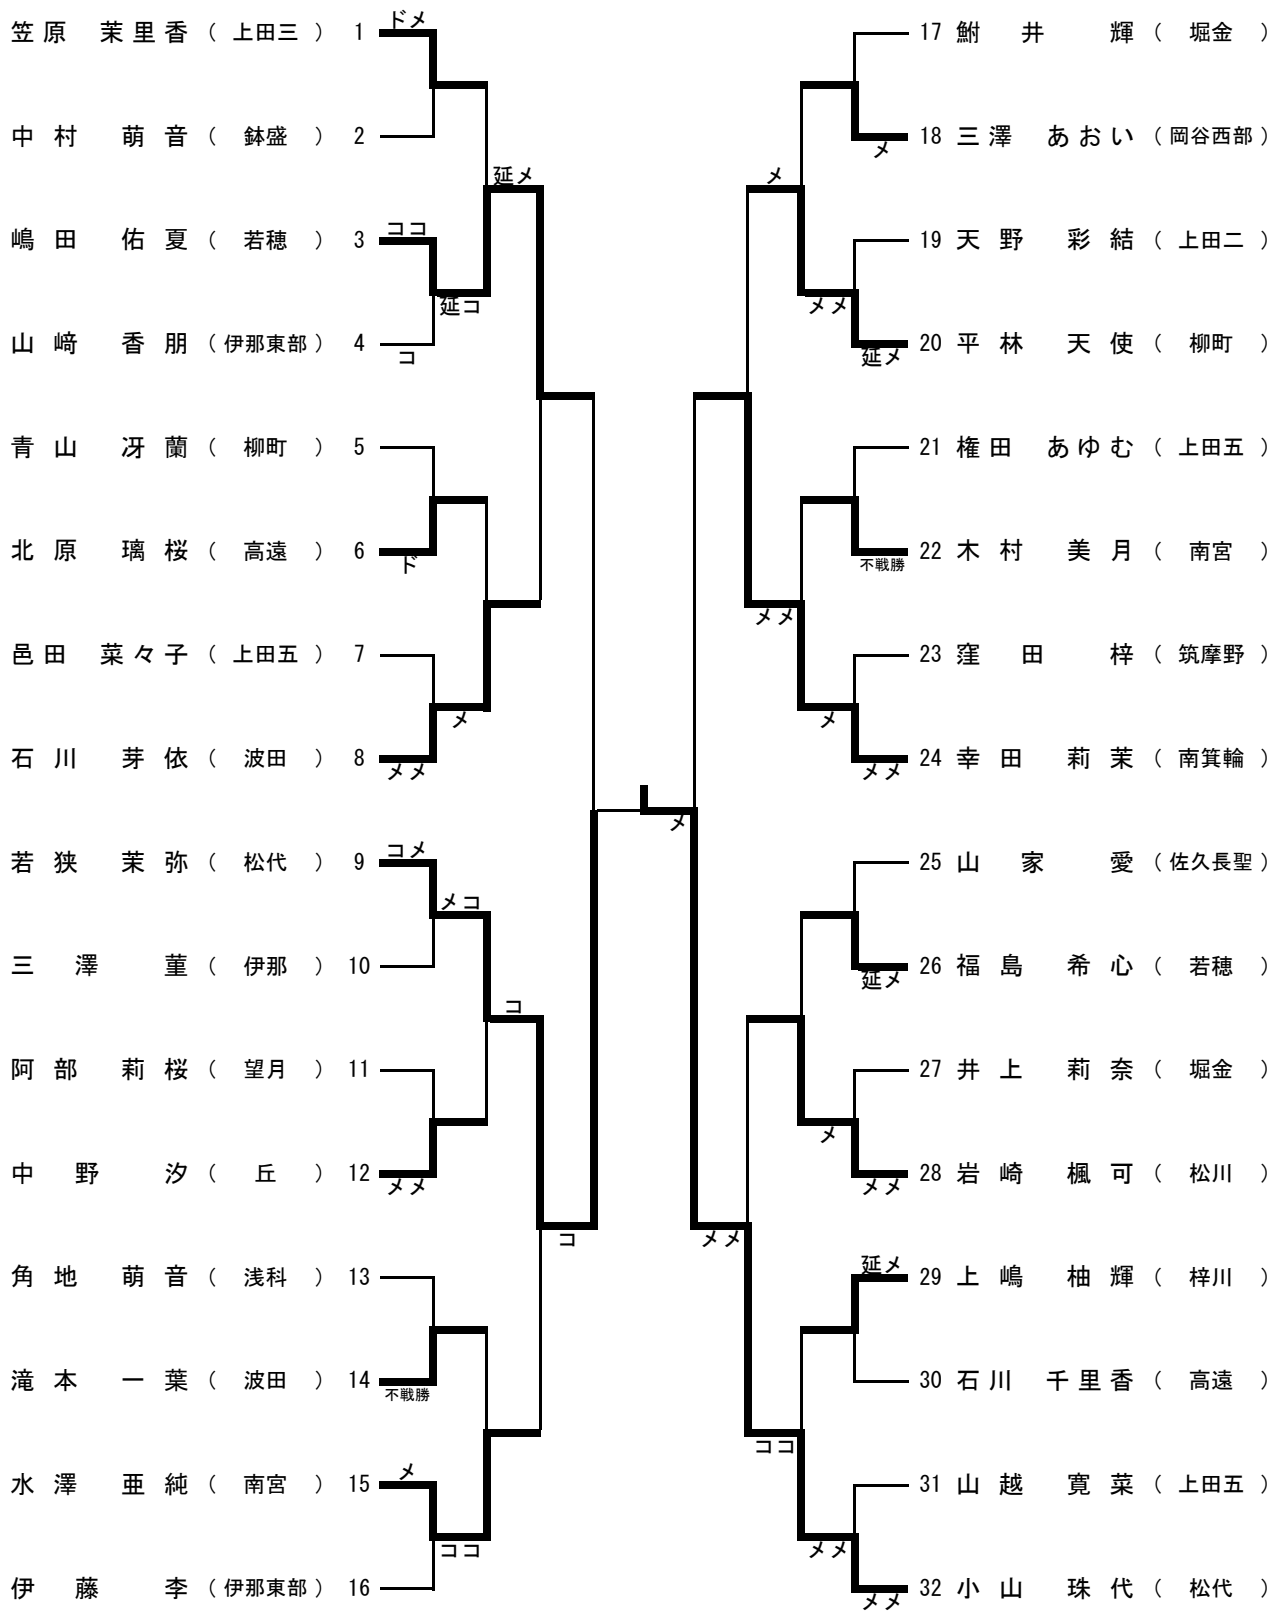 ドメ
笠原 茉里香 ( 上田三 ) 1
中村 萌音 ( 鉢盛 ) 2
延メ
ココ
嶋田 佑夏 ( 若穂 ) 3
延コ
山﨑 香朋 ( 伊那東部 ) 4
コ
青山 冴蘭 ( 柳町 ) 5
北原 璃桜 ( 高遠 ) 6
ド
邑田 菜々子 ( 上田五 ) 7
メ
石川 芽依 ( 波田 ) 8
メメ
コメ
若狭 茉弥 ( 松代 ) 9
メコ
三澤 菫 ( 伊那 ) 10
コ
阿部 莉桜 ( 望月 ) 11
中野 汐 ( 丘 ) 12
メメ
コ
角地 萌音 ( 浅科 ) 13
滝本 一葉 ( 波田 ) 14
不戦勝
メ
水澤 亜純 ( 南宮 ) 15
ココ
伊藤 李 ( 伊那東部 ) 16
メ
17 鮒井 輝 ( 堀金 )
18 三澤 あおい ( 岡谷西部 )
メ
メ
19 天野 彩結 ( 上田二 )
メメ
20 平林 天使 ( 柳町 )
延メ
21 権田 あゆむ ( 上田五 )
22 木村 美月 ( 南宮 )
不戦勝
メメ
23 窪田 梓 ( 筑摩野 )
メ
24 幸田 莉茉 ( 南箕輪 )
メメ
25 山家 愛 ( 佐久長聖 )
26 福島 希心 ( 若穂 )
延メ
27 井上 莉奈 ( 堀金 )
メ
28 岩崎 楓可 ( 松川 )
メメ
メメ
延メ
29 上嶋 柚輝 ( 梓川 )
30 石川 千里香 ( 高遠 )
ココ
31 山越 寛菜 ( 上田五 )
メメ
32 小山 珠代 ( 松代 )
メメ